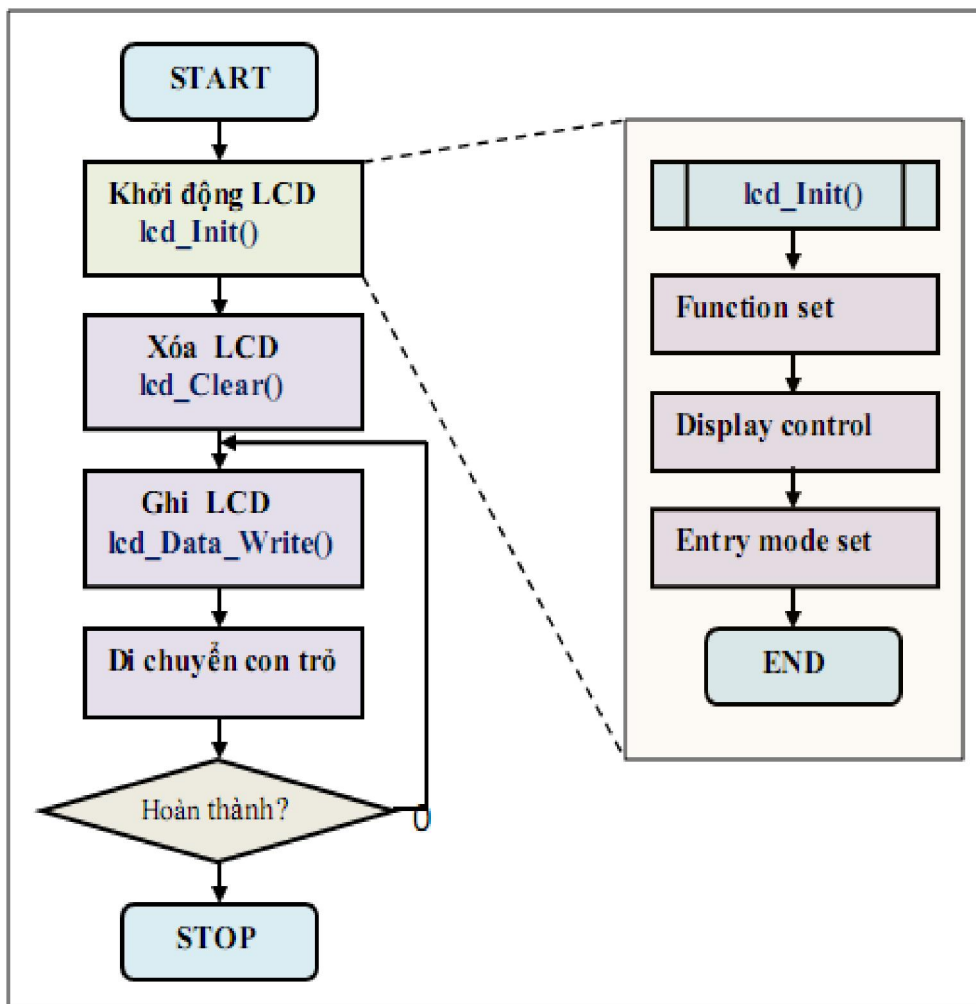 START
Khởi động LCD
lcd_Init()
Xóa LCD
lcd_Clear()
Ghi LCD
lcd_Data_Write()
Di chuyển con trỏ
Hoàn thành?
0
STOP
lcd_Init()
Function set
Display control
Entry mode set
END